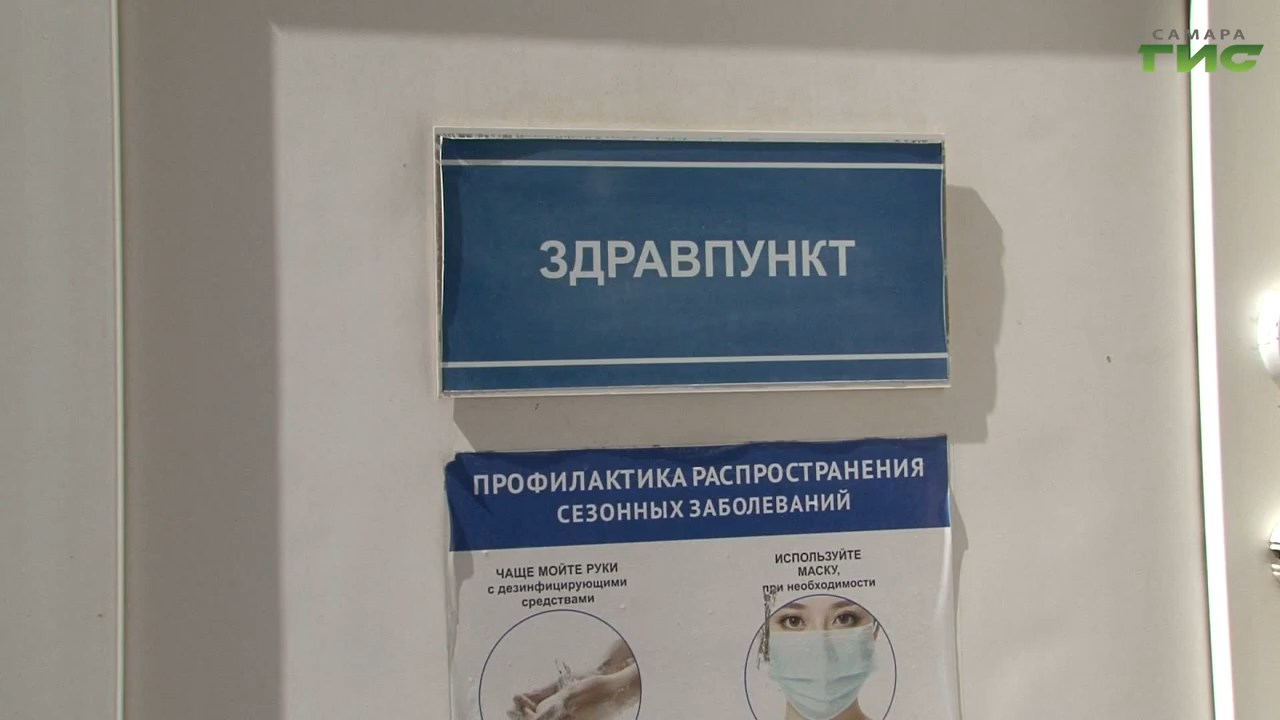 САМАРА
ГИС
ЗДРАВПУНКТ
ПРОФИЛАКТИКА РАСПРОСТРАНЕНИЯ
СЕЗОННЫХ ЗАБОЛЕВАНИЙ
ЧАЩЕ МОЙТЕ РУКИ
с дезинфицирующими
средствами
ИСПОЛЬЗУЙТЕ
МАСКУ,
при необходимости